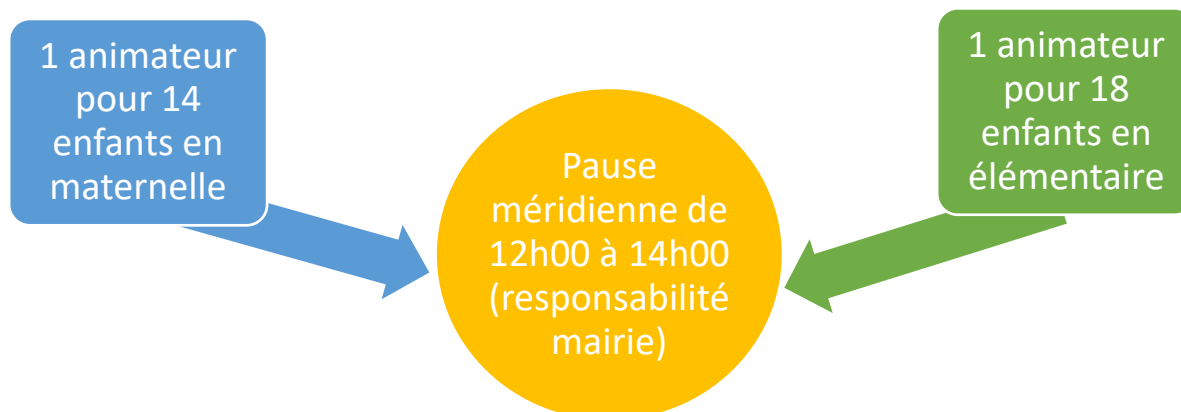 1 animateur
pour 14
enfants en
maternelle
Pause
méridienne de
12h00 à 14h00
(responsabilité
mairie)
1 animateur
pour 18
enfants en
élémentaire